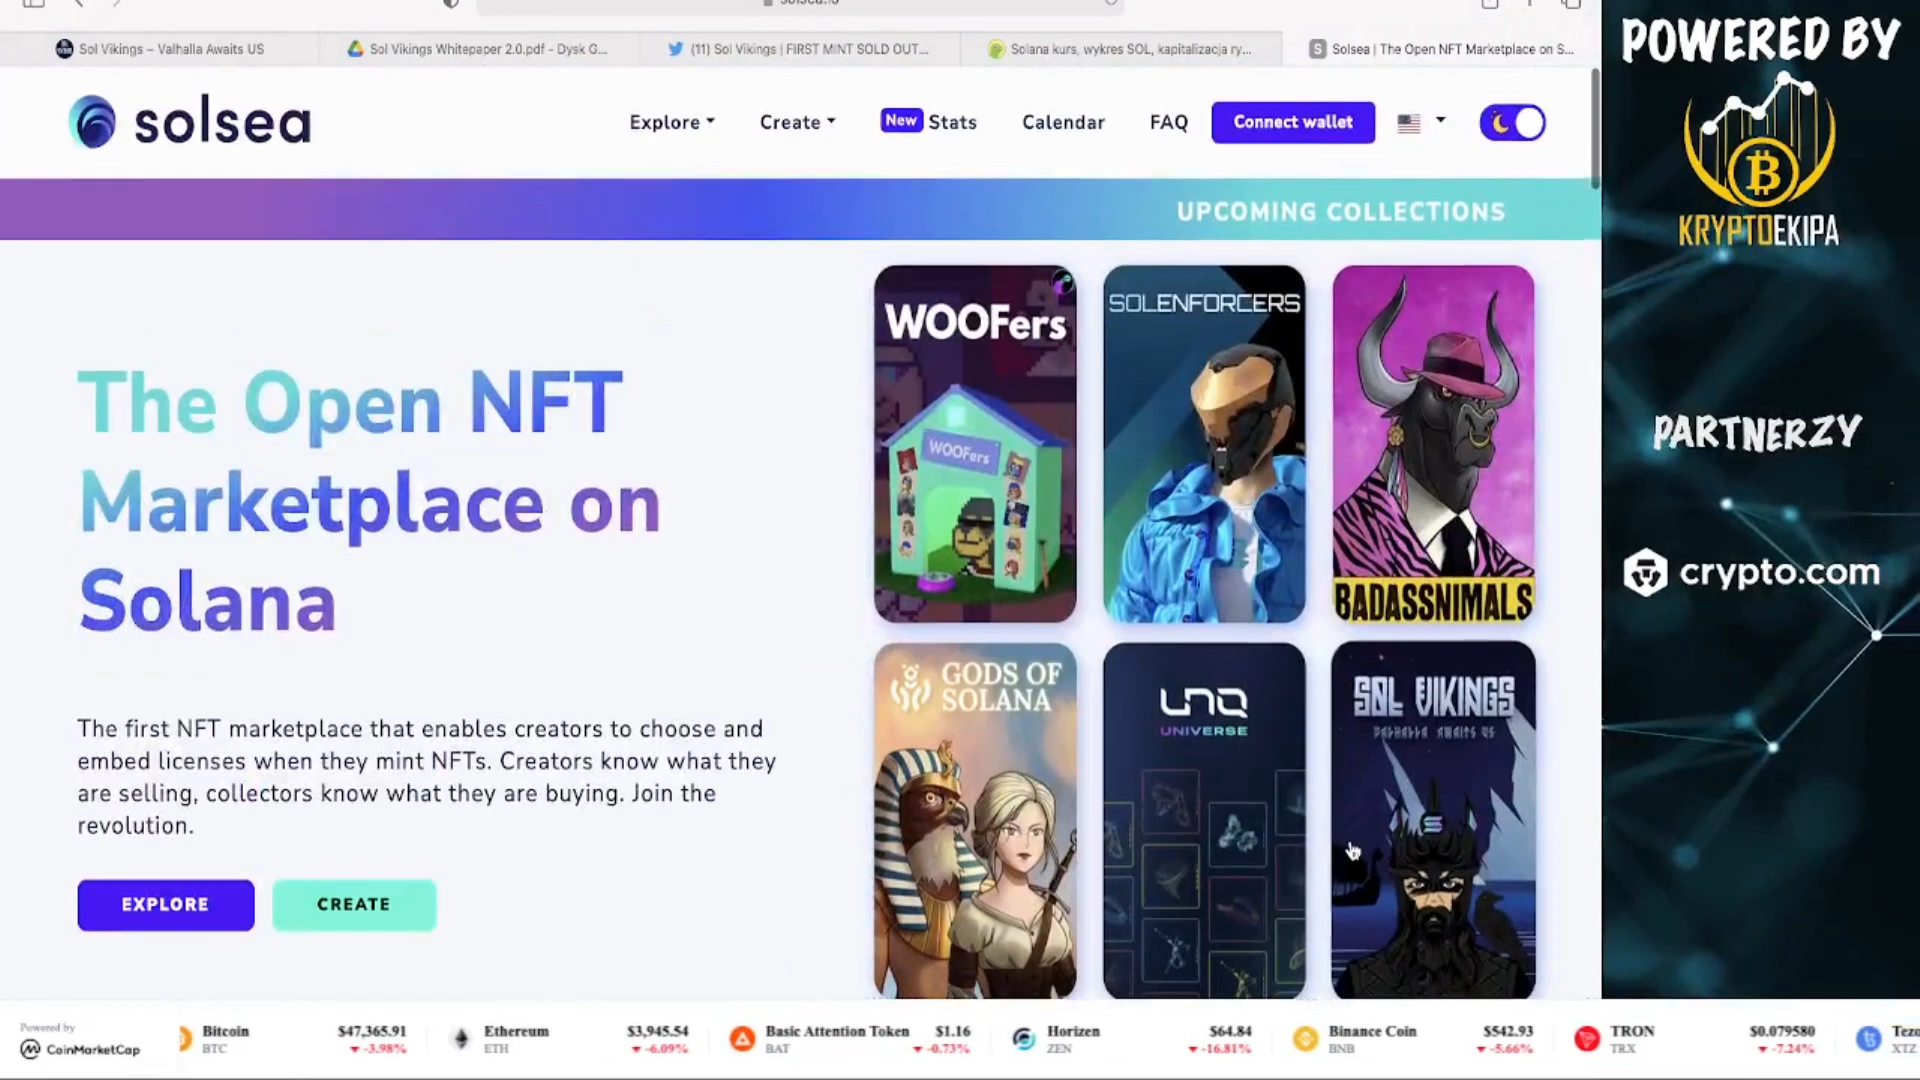 Sol Vikings – Valhalla Awaits US
Sol Vikings Whitepaper 2.0.pdf - Dysk G...
(11) Sol Vikings | FIRST MINT SOLD OUT...
Solana kurs, wykres SOL, kapitalizacja ry...
Solsea | The Open NFT Marketplace on S...
solsea
Explore
Create
New Stats
Calendar
FAQ
Connect wallet
UPCOMING COLLECTIONS
The Open NFT
Marketplace on
Solana
The first NFT marketplace that enables creators to choose and
embed licenses when they mint NFTs. Creators know what they
are selling, collectors know what they are buying. Join the
revolution.
EXPLORE
CREATE
WOOFers
WOOFers
SOLENFORCERS
BADASSNIMALS
GODS OF
SOLANA
UNQ
UNIVERSE
SOL VIKINGS
VALHALLA AWAITS US
POWERED BY
KRYPTOEKIPA
PARTNERZY
crypto.com
Powered by
CoinMarketCap
Bitcoin $47,365.91
BTC -3.98%
Ethereum $3,945.54
ETH -6.09%
Basic Attention Token $1.16
BAT -0.73%
Horizen $64.84
ZEN -16.81%
Binance Coin $542.93
BNB -5.66%
TRON $0.079580
TRX -7.24%
Tezo
XTZ